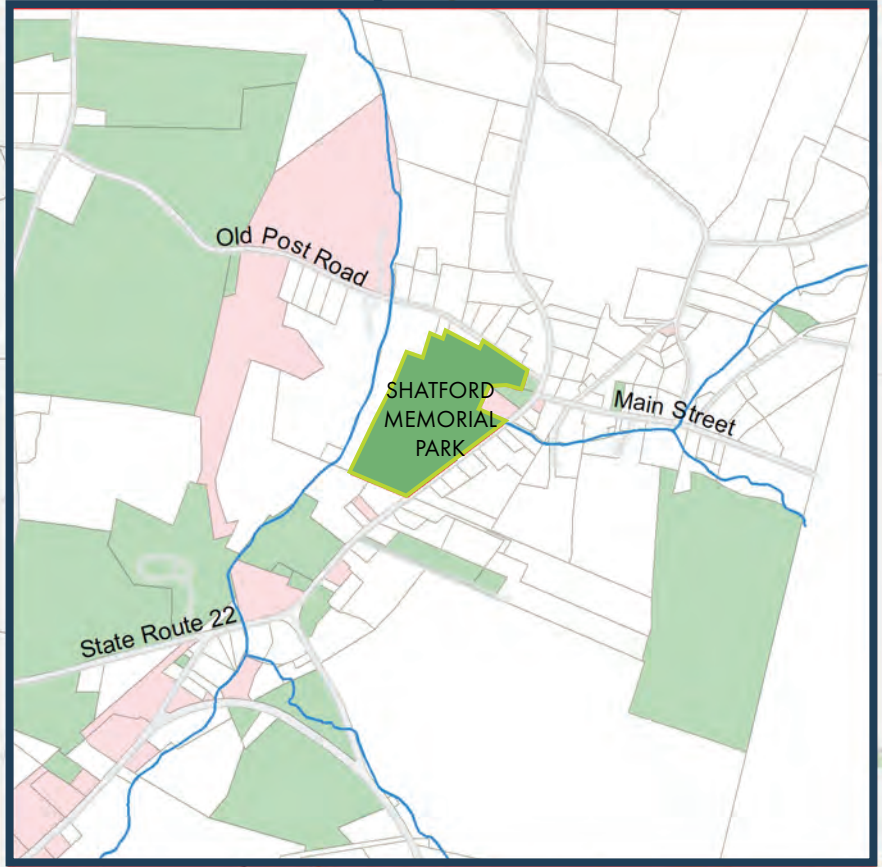 Old Post Road
SHATFORD
MEMORIAL
PARK
Main Street
State Route 22